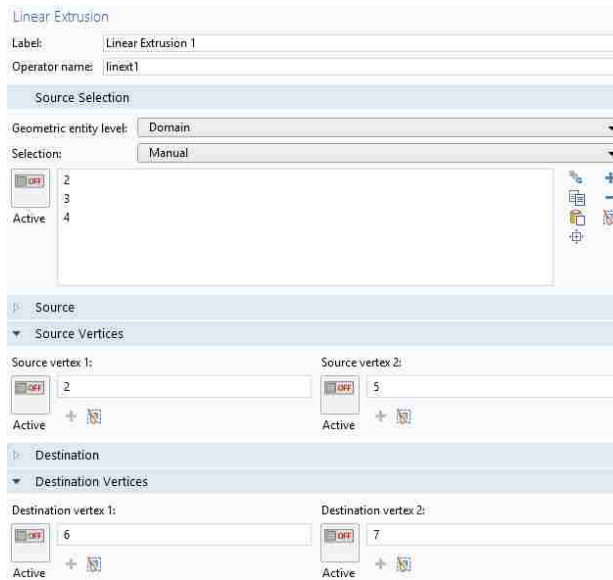 Linear Extrusion
Label: Linear Extrusion 1
Operator name: linext1
Source Selection
Geometric entity level: Domain
Selection: Manual
OFF
2
3
4
Active
Source
Source Vertices
Source vertex 1: Source vertex 2:
OFF 2 OFF 5
Active Active
Destination
Destination Vertices
Destination vertex 1: Destination vertex 2:
OFF 6 OFF 7
Active Active